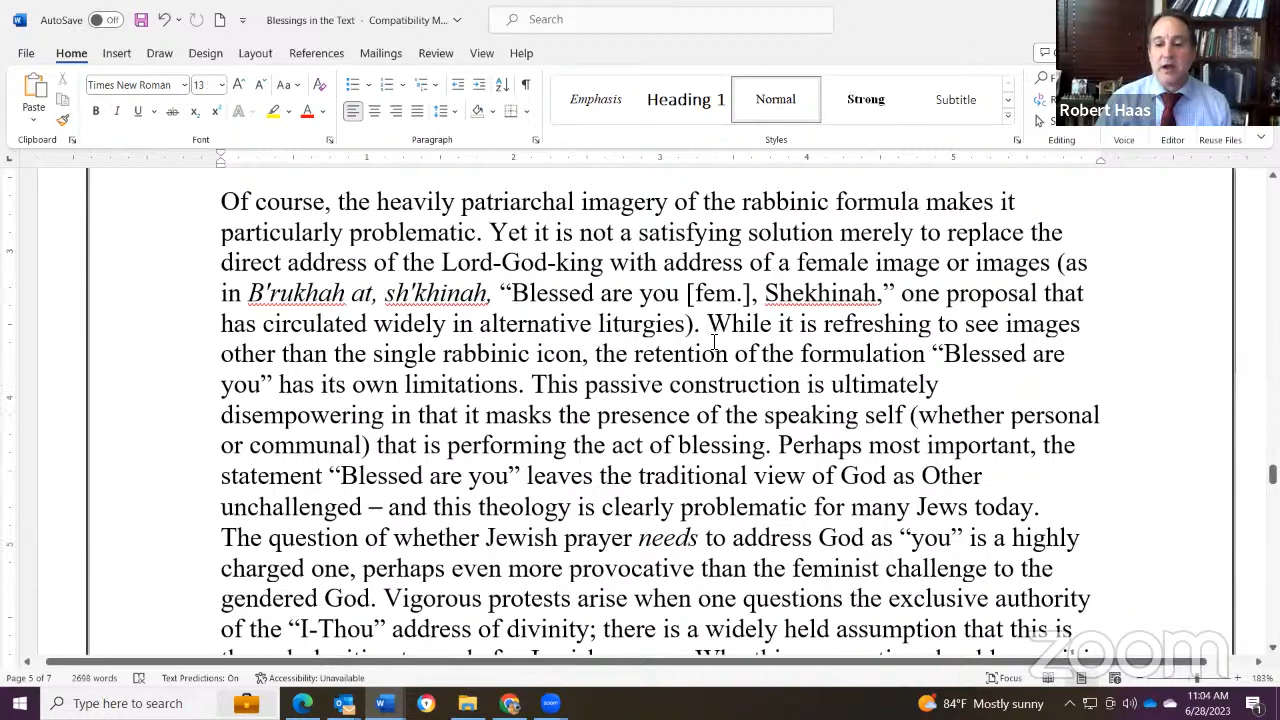 AutoSave Off Blessings in the Text - Compatibility M... Search
File Home Insert Draw Design Layout References Mailings Review View Help
Paste Times New Roman 13 Aa Emphasis Heading 1 Normal Strong Subtitle
B I U ab x₂ x² A A
Clipboard Font Paragraph Styles Editing Voice Reuse Files
Robert Haas
1 2 3 4 5
Of course, the heavily patriarchal imagery of the rabbinic formula makes it
particularly problematic. Yet it is not a satisfying solution merely to replace the
direct address of the Lord-God-king with address of a female image or images (as
in B'rukhah at, sh'khinah, “Blessed are you [fem.], Shekhinah,” one proposal that
has circulated widely in alternative liturgies). While it is refreshing to see images
other than the single rabbinic icon, the retention of the formulation “Blessed are
you” has its own limitations. This passive construction is ultimately
disempowering in that it masks the presence of the speaking self (whether personal
or communal) that is performing the act of blessing. Perhaps most important, the
statement “Blessed are you” leaves the traditional view of God as Other
unchallenged – and this theology is clearly problematic for many Jews today.
The question of whether Jewish prayer needs to address God as “you” is a highly
charged one, perhaps even more provocative than the feminist challenge to the
gendered God. Vigorous protests arise when one questions the exclusive authority
of the “I-Thou” address of divinity; there is a widely held assumption that this is
zoom
Page 5 of 7 2698 words Text Predictions: On Accessibility: Unavailable Focus 183%
Type here to search 84°F Mostly sunny 11:04 AM
6/28/2023